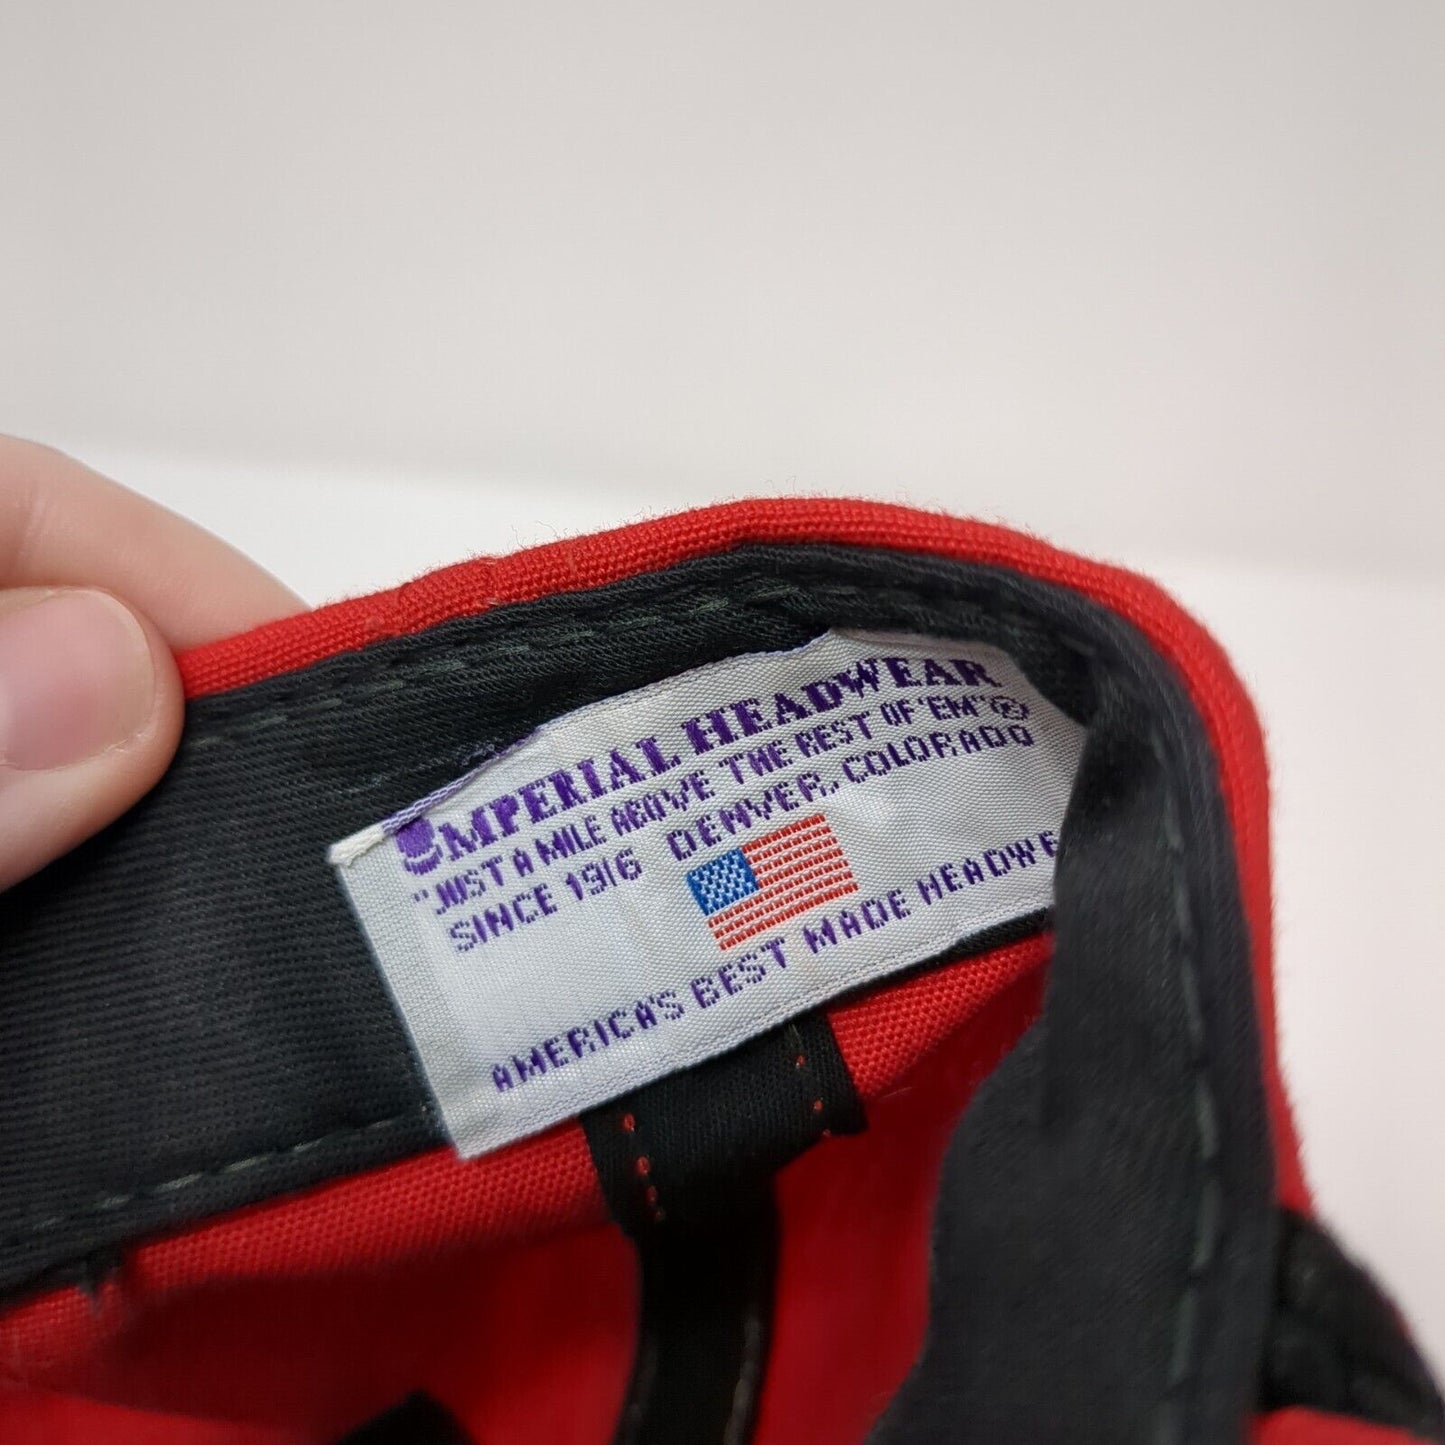 IMPERIAL HEADWEAR
"JUST A MILE ABOVE THE REST OF 'EM"®
SINCE 1916 DENVER, COLORADO
AMERICA'S BEST MADE HEADWE